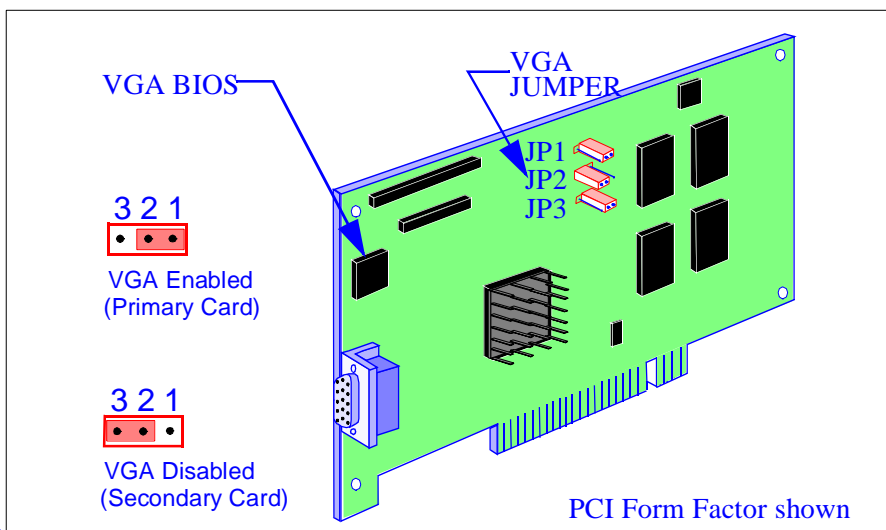 VGA BIOS
VGA
JUMPER
JP1
JP2
JP3
3 2 1
VGA Enabled
(Primary Card)
3 2 1
VGA Disabled
(Secondary Card)
PCI Form Factor shown